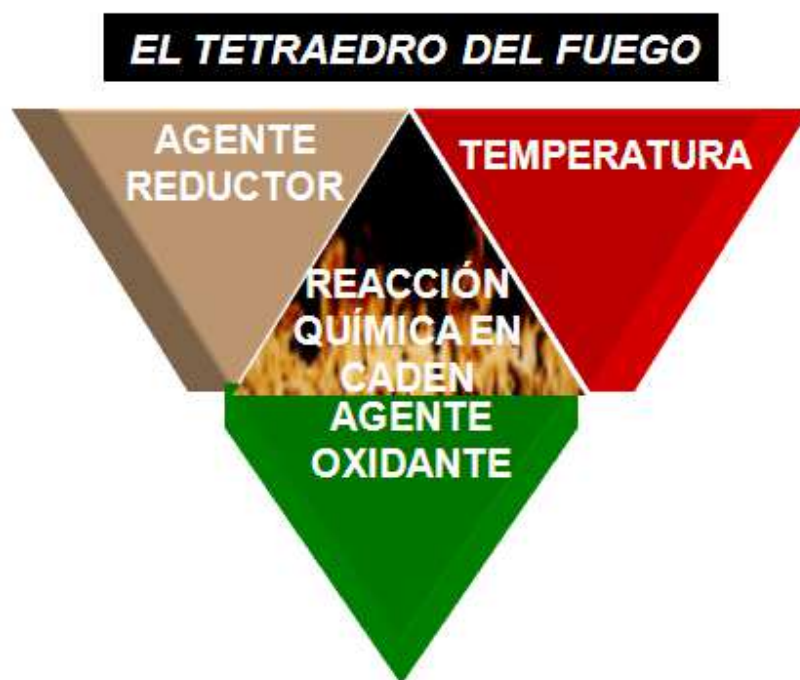 EL TETRAEDRO DEL FUEGO
AGENTE
REDUCTOR
TEMPERATURA
REACCIÓN
QUÍMICA EN
CADEN
AGENTE
OXIDANTE